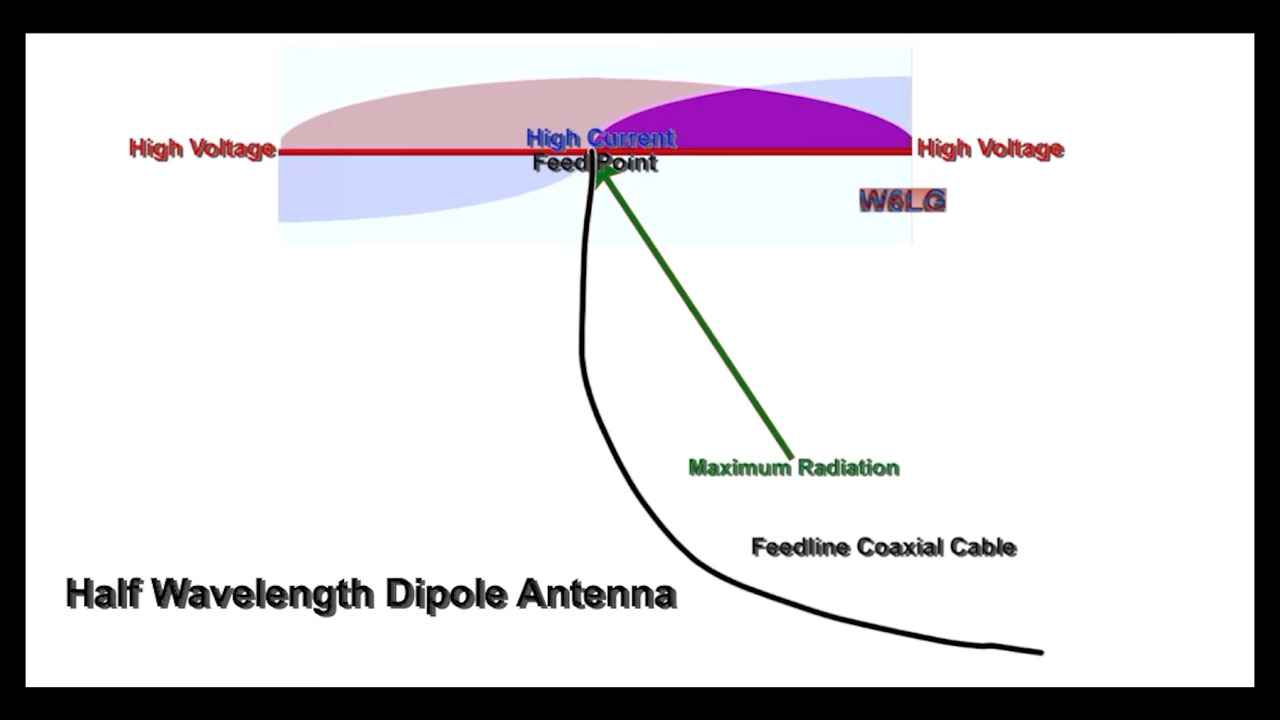 High Voltage
High Current
High Voltage
Feed Point
W6LG
Maximum Radiation
Feedline Coaxial Cable
Half Wavelength Dipole Antenna